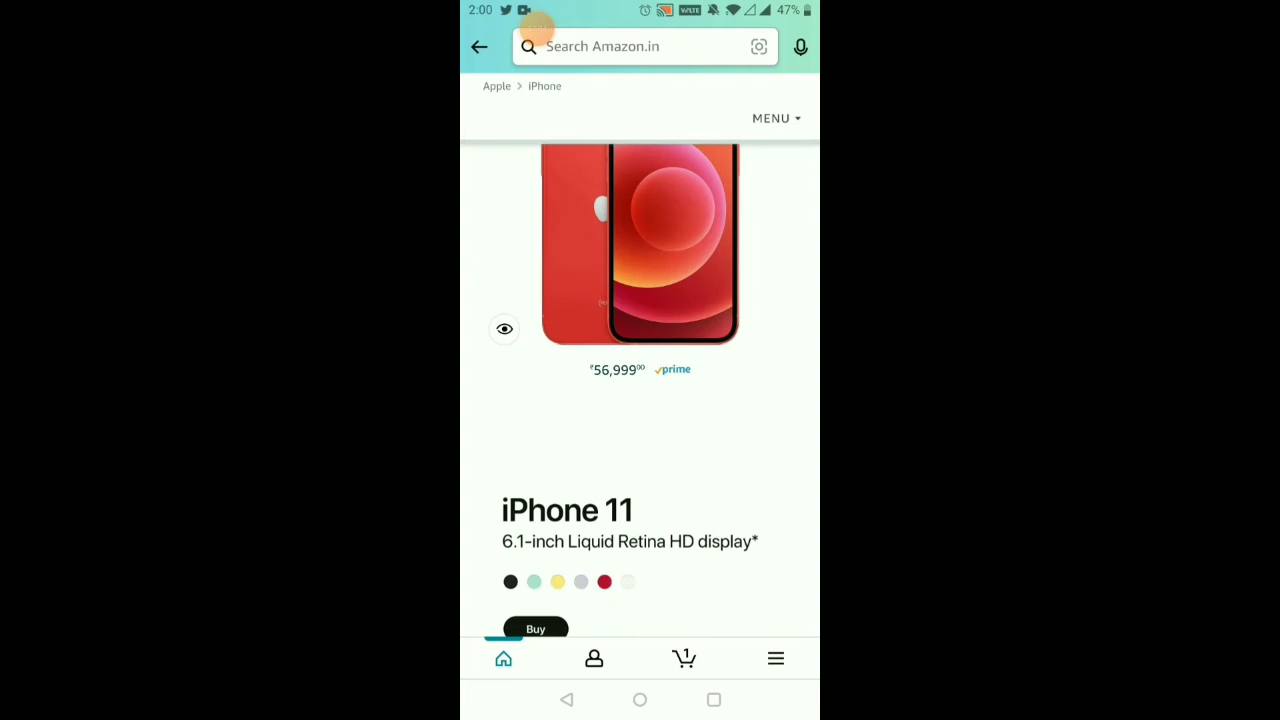 2:00 VoLTE 47%
Search Amazon.in
Apple > iPhone
MENU
₹56,999⁰⁰ prime
iPhone 11
6.1-inch Liquid Retina HD display*
Buy
1